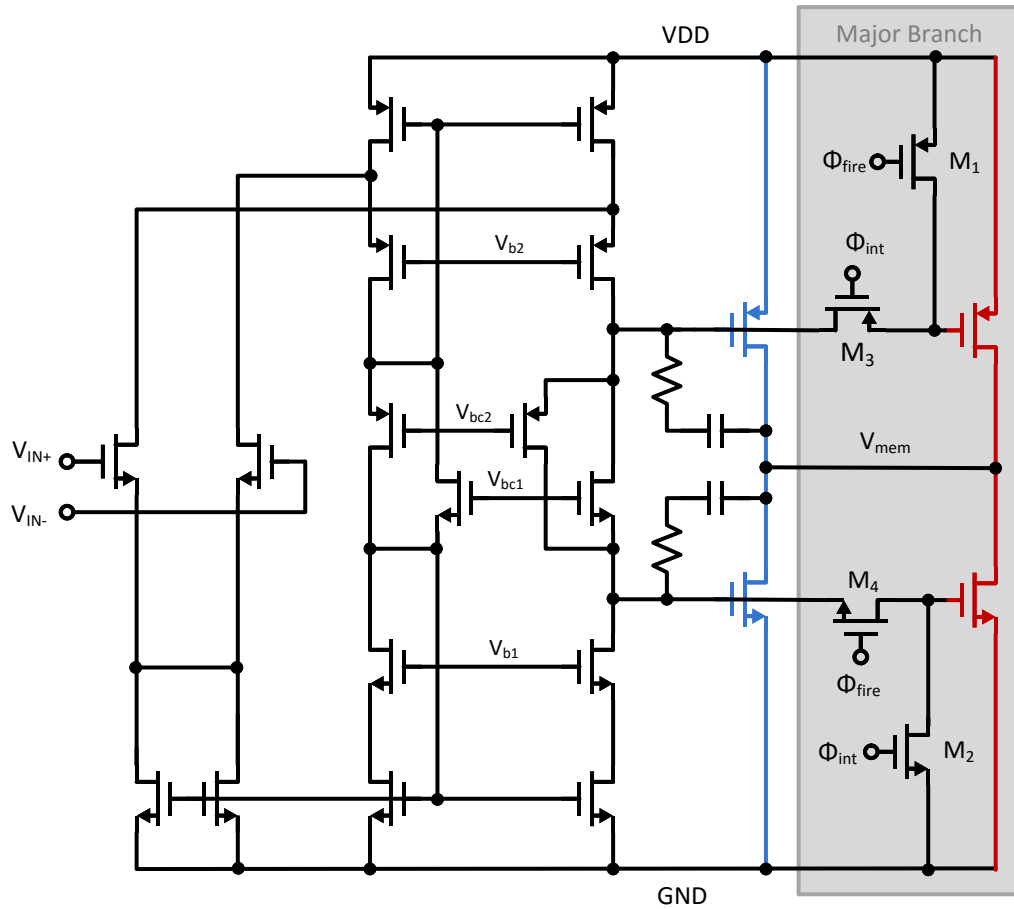 VDD
Major Branch
Φfire
M1
Φint
Vb2
M3
Vbc2
Vmem
VIN+
Vbc1
VIN-
M4
Vb1
Φfire
Φint
M2
GND